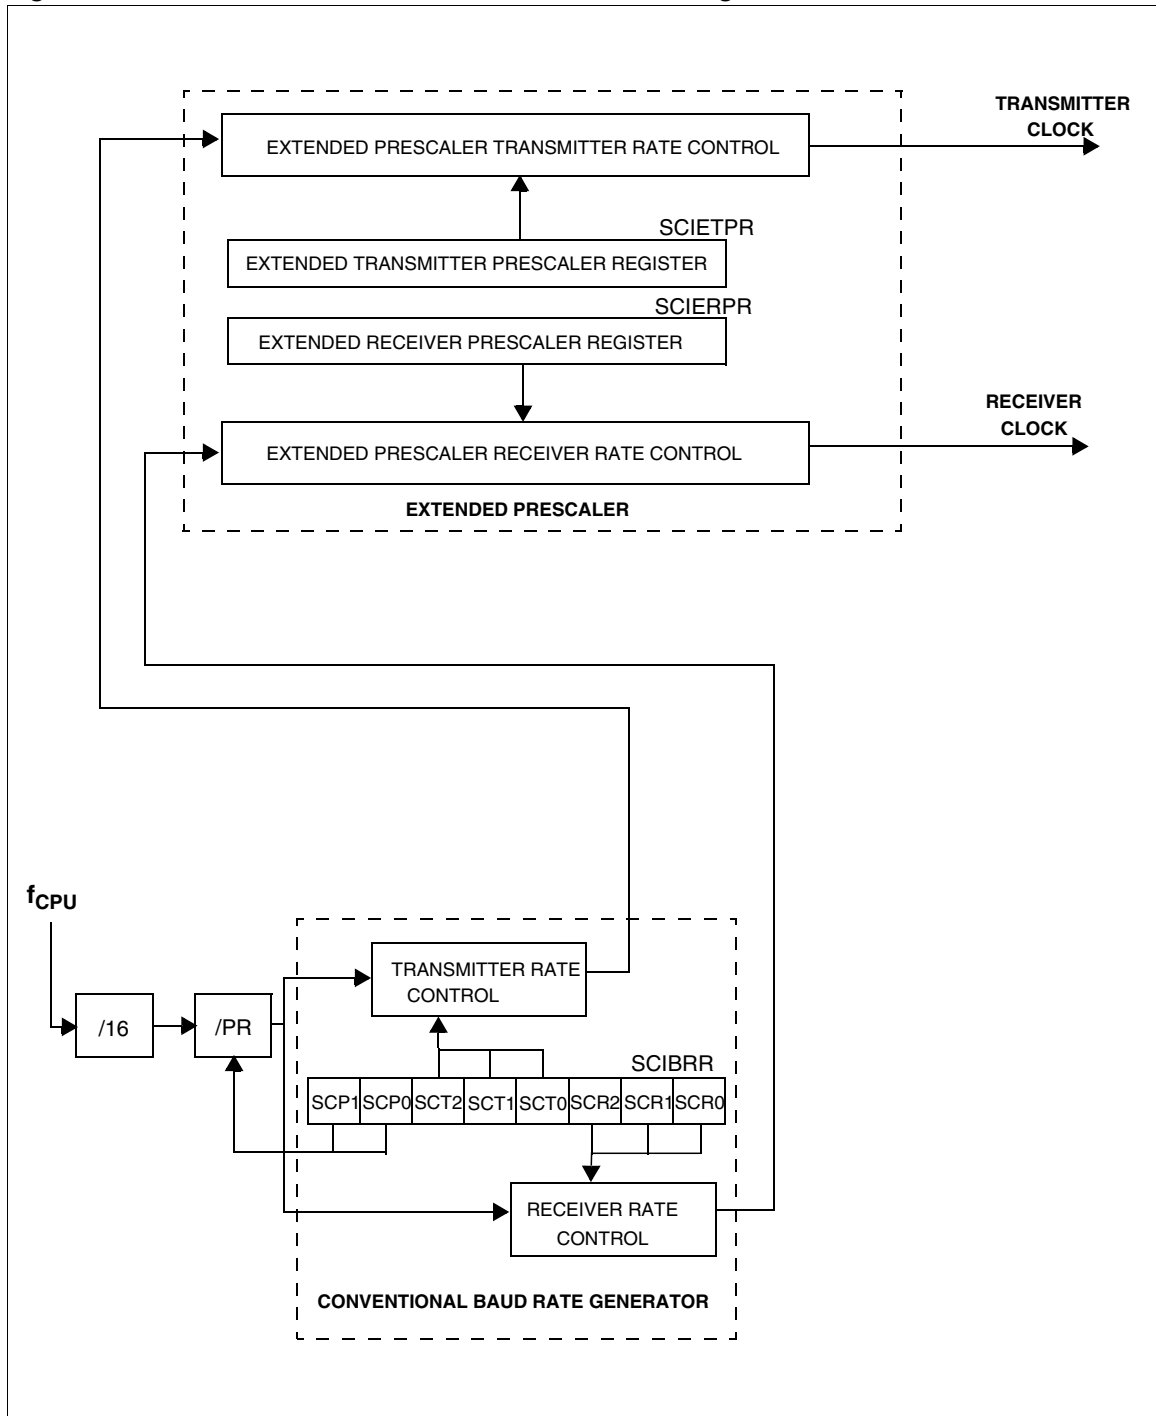 TRANSMITTER
CLOCK
EXTENDED PRESCALER TRANSMITTER RATE CONTROL
SCIETPR
EXTENDED TRANSMITTER PRESCALER REGISTER
SCIERPR
EXTENDED RECEIVER PRESCALER REGISTER
RECEIVER
CLOCK
EXTENDED PRESCALER RECEIVER RATE CONTROL
EXTENDED PRESCALER
fCPU
TRANSMITTER RATE
CONTROL
/16
/PR
SCIBRR
SCP1 SCP0 SCT2 SCT1 SCT0 SCR2 SCR1 SCR0
RECEIVER RATE
CONTROL
CONVENTIONAL BAUD RATE GENERATOR